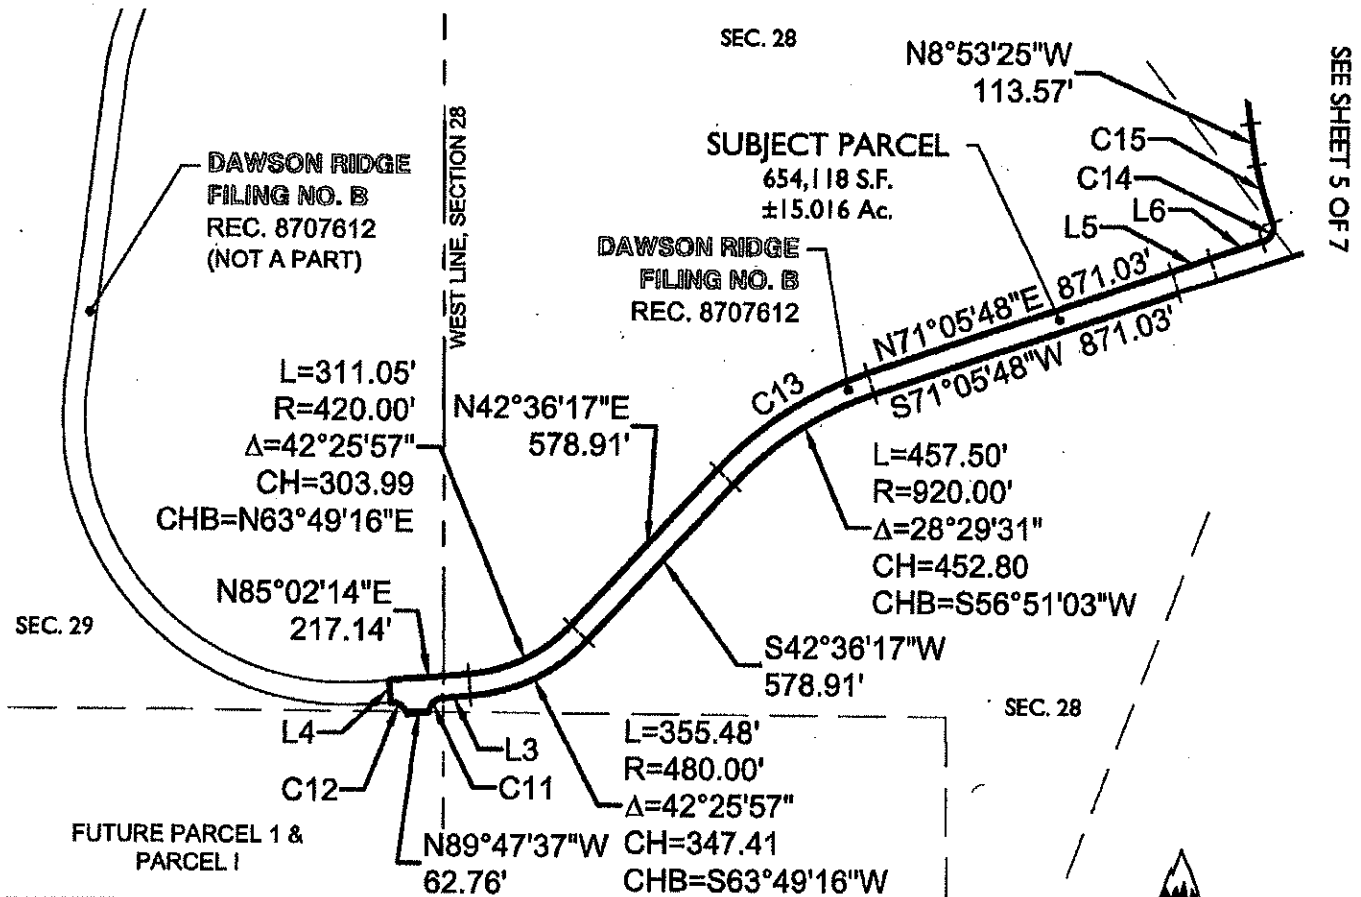 SEC. 28
N8°53'25"W
113.57'
SEE SHEET 5 OF 7
C15
C14
L6
L5
SUBJECT PARCEL
654,118 S.F.
±15.016 Ac.
DAWSON RIDGE
FILING NO. B
REC. 8707612
(NOT A PART)
WEST LINE, SECTION 28
DAWSON RIDGE
FILING NO. B
REC. 8707612
N71°05'48"E 871.03'
S71°05'48"W 871.03'
C13
L=311.05'
R=420.00'
Δ=42°25'57"
CH=303.99
CHB=N63°49'16"E
N42°36'17"E
578.91'
L=457.50'
R=920.00'
Δ=28°29'31"
CH=452.80
CHB=S56°51'03"W
N85°02'14"E
217.14'
SEC. 29
S42°36'17"W
578.91'
SEC. 28
L4
C12
L3
C11
L=355.48'
R=480.00'
Δ=42°25'57"
CH=347.41
CHB=S63°49'16"W
N89°47'37"W
62.76'
FUTURE PARCEL 1 &
PARCEL I